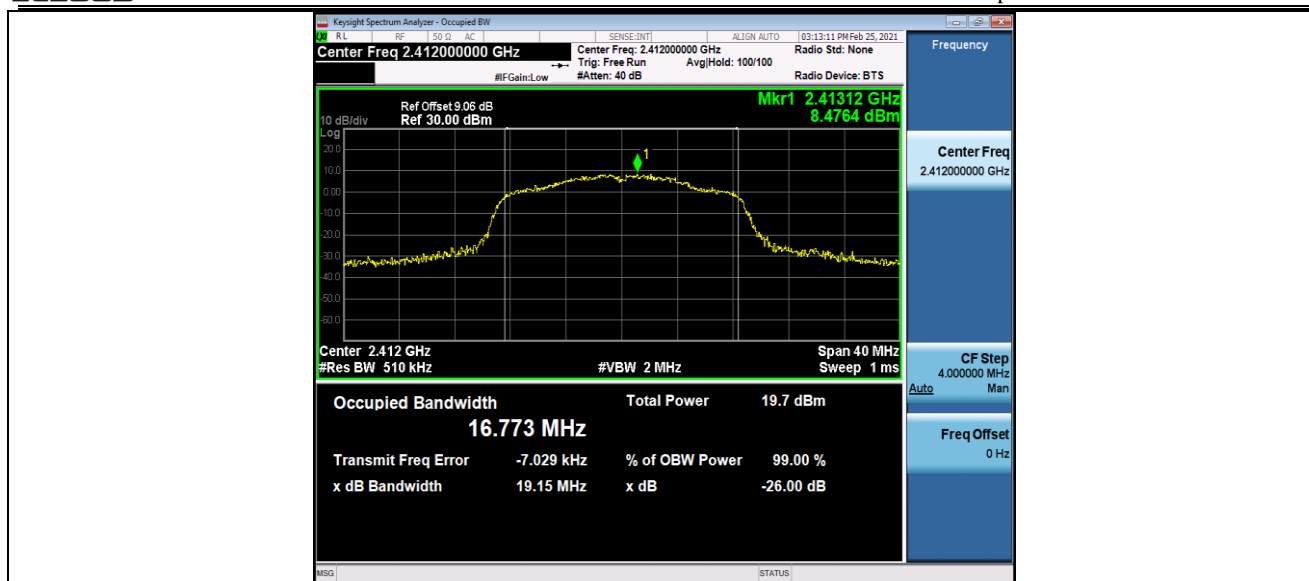 Keysight Spectrum Analyzer - Occupied BW
RL RF 50 Ω AC SENSE:INT ALIGN AUTO 03:13:11 PM Feb 25, 2021
Center Freq 2.412000000 GHz
Center Freq: 2.412000000 GHz Radio Std: None
Trig: Free Run Avg|Hold: 100/100
#IFGain:Low #Atten: 40 dB Radio Device: BTS
Frequency
Mkr1 2.41312 GHz
8.4764 dBm
Ref Offset 9.06 dB
10 dB/div Ref 30.00 dBm
Log
20.0
10.0
0.00
-10.0
-20.0
-30.0
-40.0
-50.0
-60.0
1
Center 2.412 GHz Span 40 MHz
#Res BW 510 kHz #VBW 2 MHz Sweep 1 ms
Occupied Bandwidth Total Power 19.7 dBm
16.773 MHz
Transmit Freq Error -7.029 kHz % of OBW Power 99.00 %
x dB Bandwidth 19.15 MHz x dB -26.00 dB
Center Freq
2.412000000 GHz
CF Step
4.000000 MHz
Auto Man
Freq Offset
0 Hz
MSG STATUS